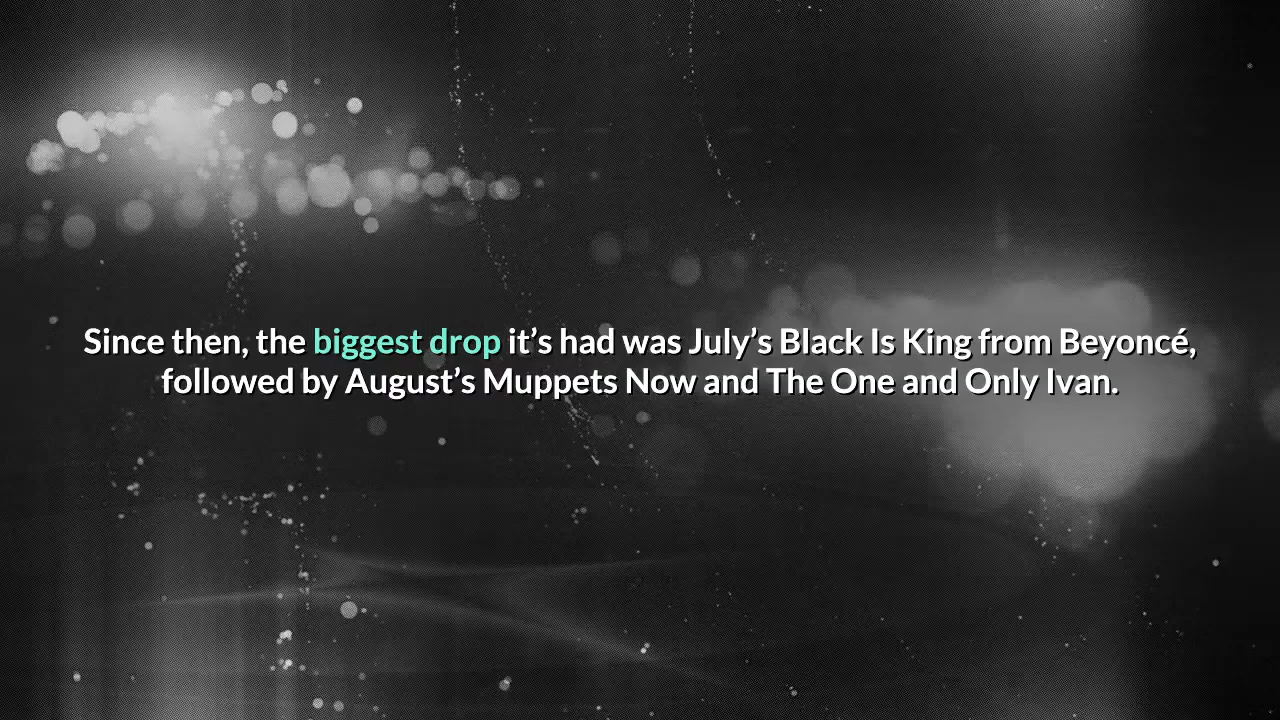 Since then, the biggest drop it’s had was July’s Black Is King from Beyoncé,
followed by August’s Muppets Now and The One and Only Ivan.